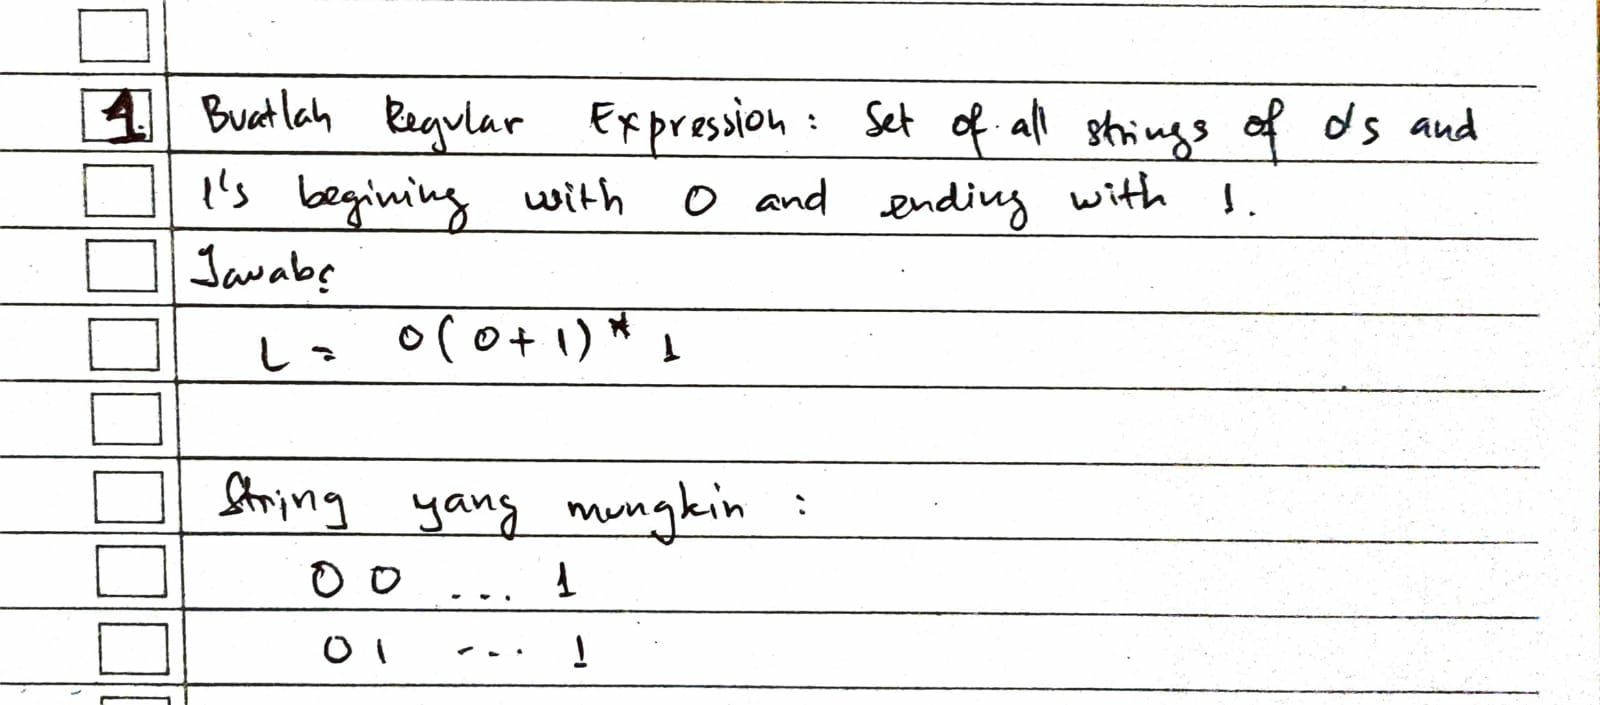 1. Buatlah Regular Expression: Set of all strings of 0's and
1's begining with 0 and ending with 1.
Jawab:
L = 0(0+1)* 1
String yang mungkin :
0 0 ... 1
0 1 ... 1